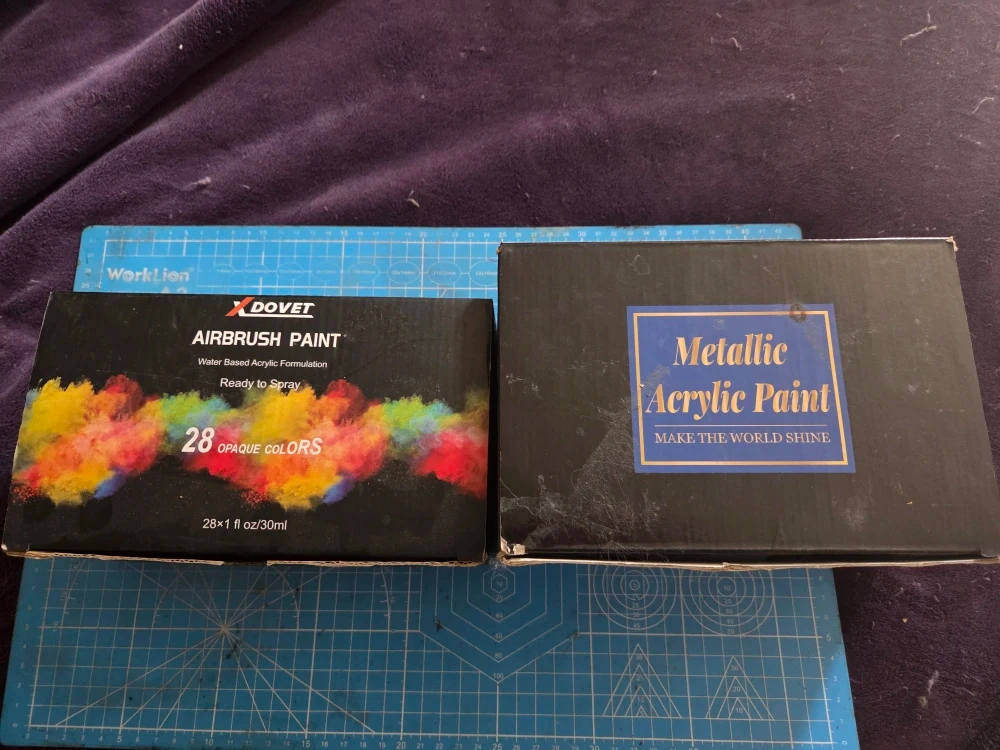 WorkLion
XDOVET
AIRBRUSH PAINT
Water Based Acrylic Formulation
Ready to Spray
28 OPAQUE COLORS
28×1 fl oz/30ml
Metallic
Acrylic Paint
MAKE THE WORLD SHINE